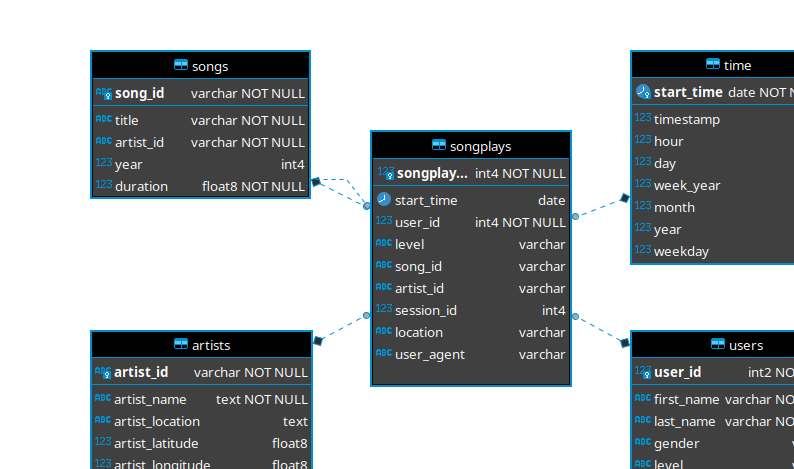 songs
song_id varchar NOT NULL
title varchar NOT NULL
artist_id varchar NOT NULL
year int4
duration float8 NOT NULL
songplays
songplay... int4 NOT NULL
start_time date
user_id int4 NOT NULL
level varchar
song_id varchar
artist_id varchar
session_id int4
location varchar
user_agent varchar
time
start_time date NOT N
timestamp
hour
day
week_year
month
year
weekday
artists
artist_id varchar NOT NULL
artist_name text NOT NULL
artist_location text
artist_latitude float8
artist_longitude float8
users
user_id int2 NO
first_name varchar NO
last_name varchar NO
gender
level